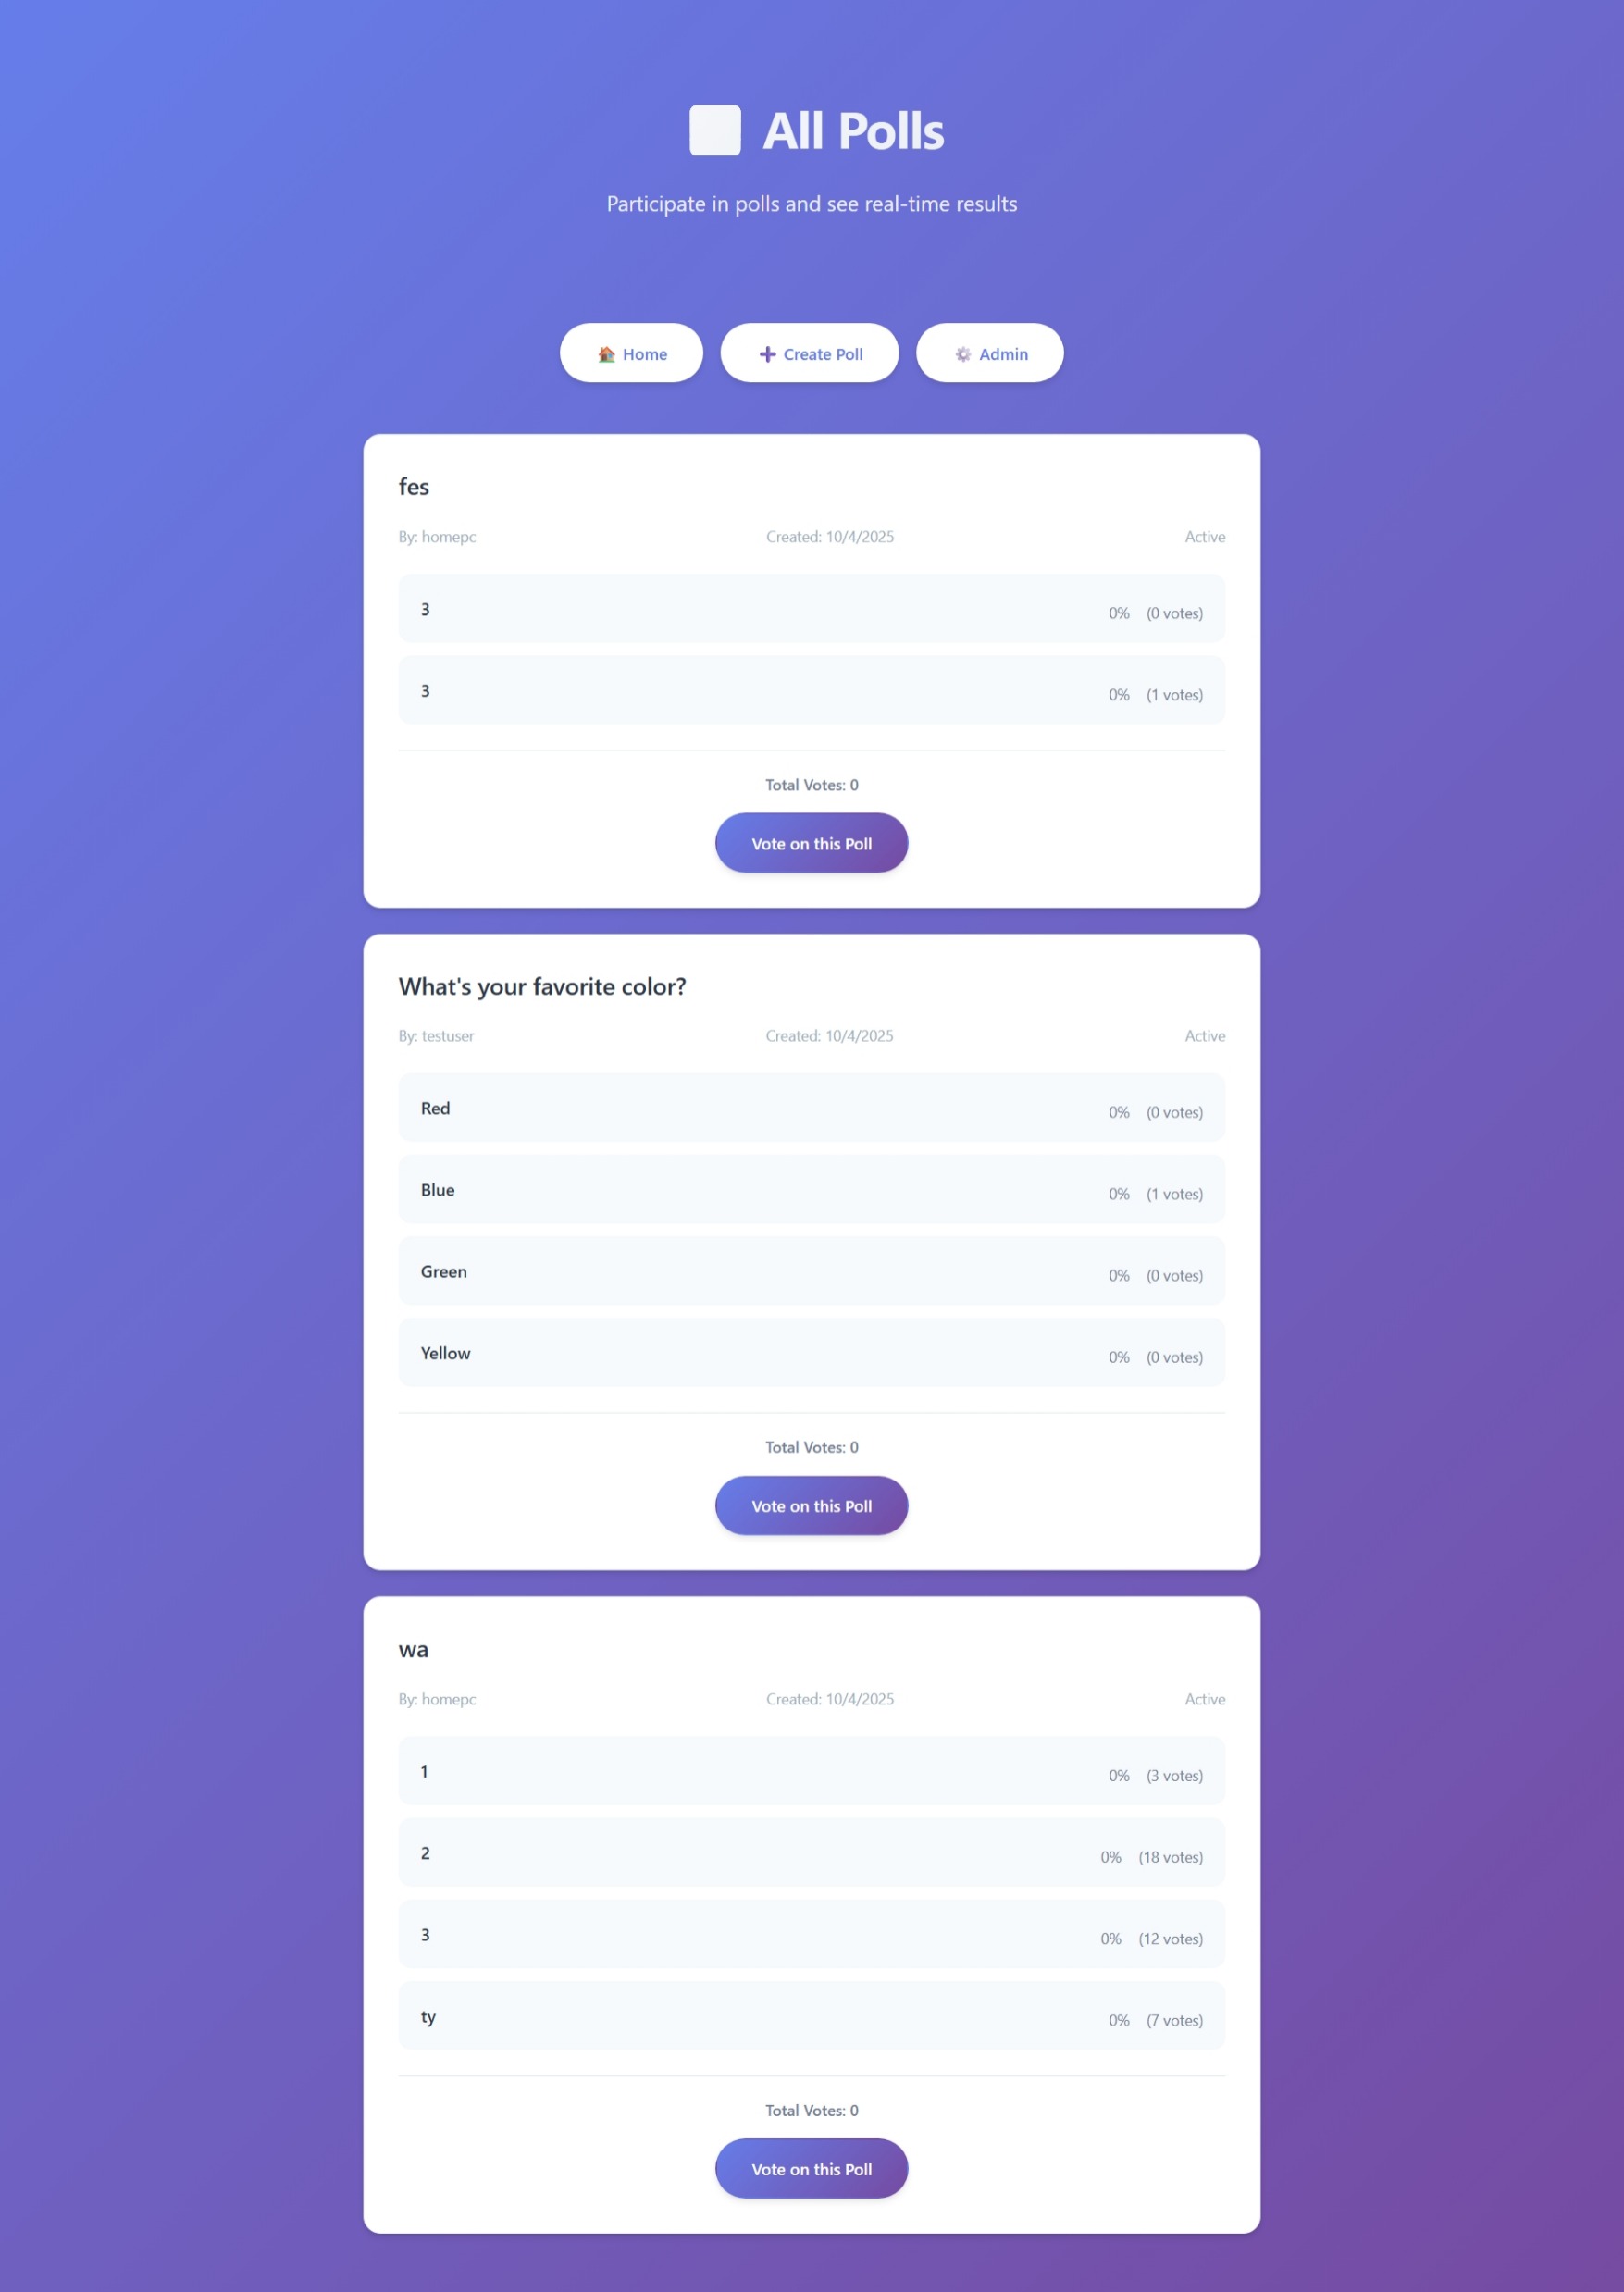 All Polls
Participate in polls and see real-time results
Home Create Poll Admin
fes
By: homepc Created: 10/4/2025 Active
3 0% (0 votes)
3 0% (1 votes)
Total Votes: 0
Vote on this Poll
What's your favorite color?
By: testuser Created: 10/4/2025 Active
Red 0% (0 votes)
Blue 0% (1 votes)
Green 0% (0 votes)
Yellow 0% (0 votes)
Total Votes: 0
Vote on this Poll
wa
By: homepc Created: 10/4/2025 Active
1 0% (3 votes)
2 0% (18 votes)
3 0% (12 votes)
ty 0% (7 votes)
Total Votes: 0
Vote on this Poll